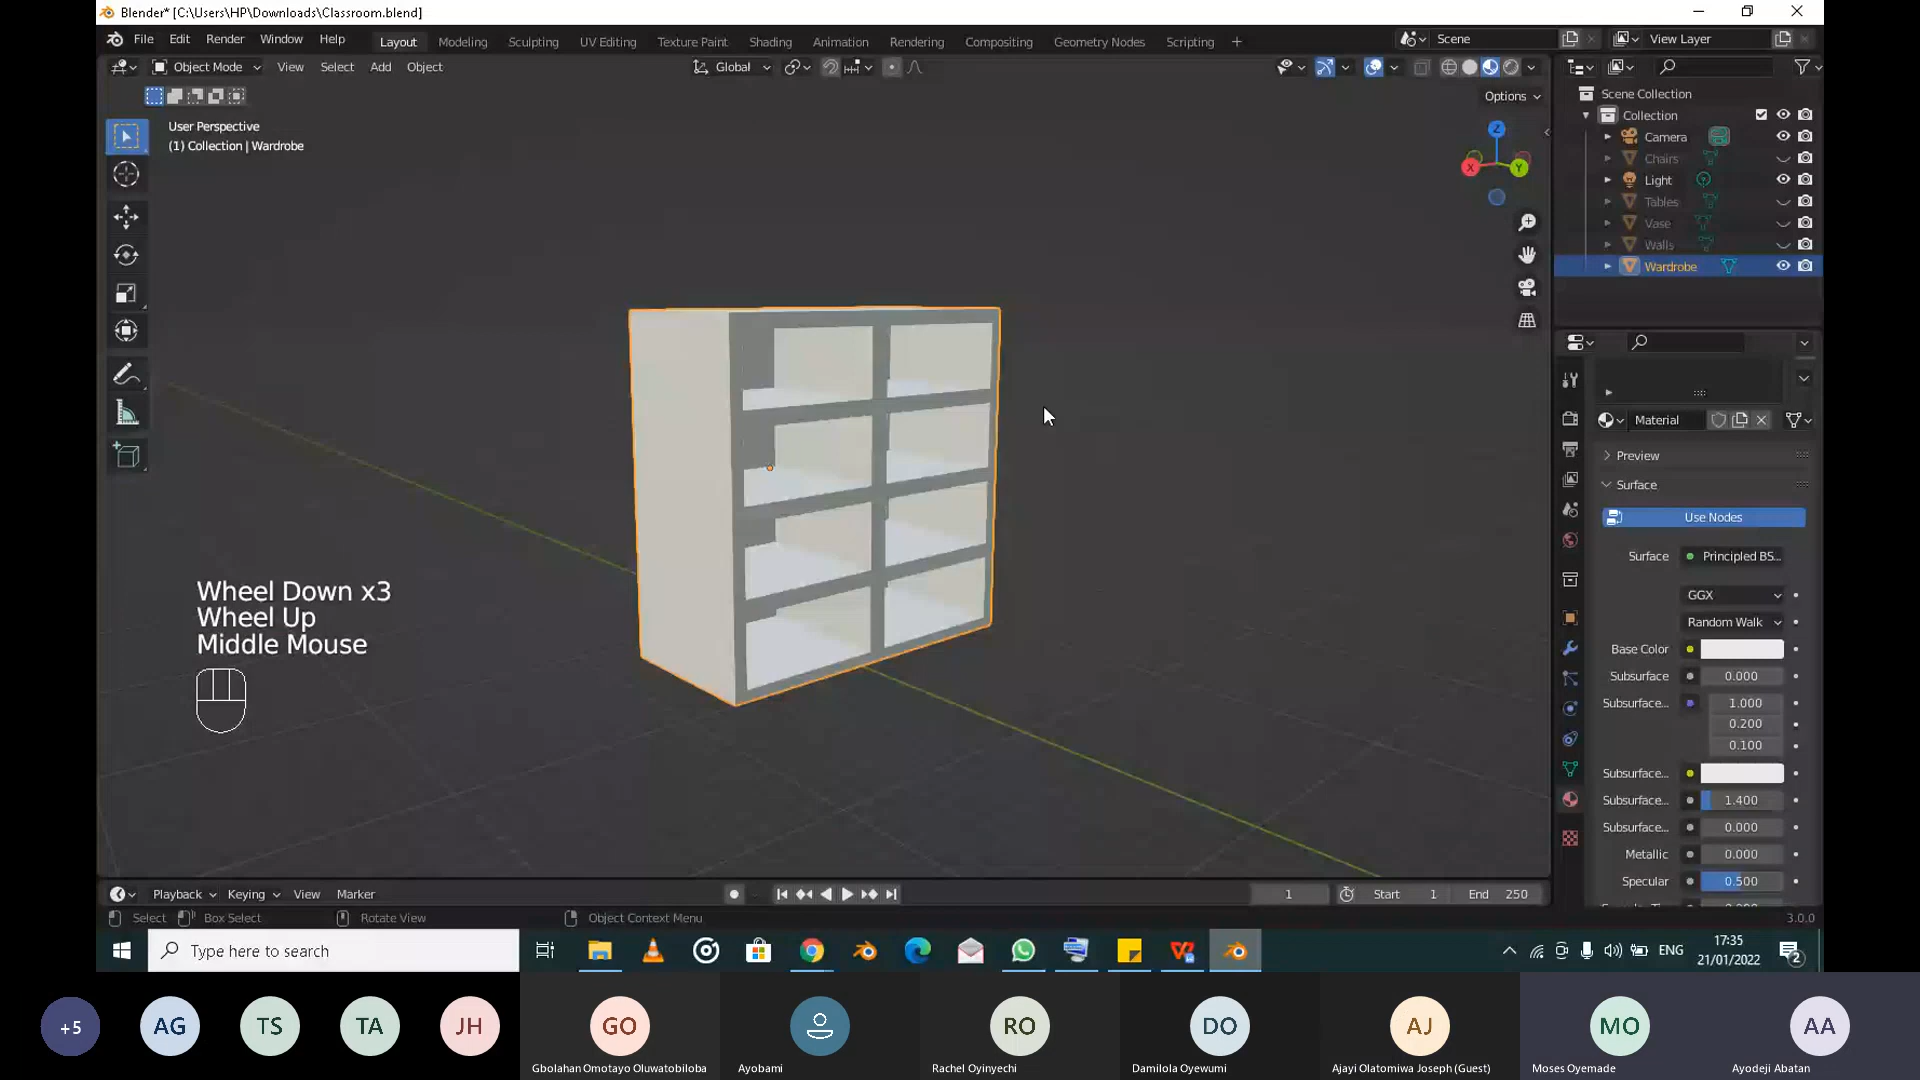 Blender* [C:\Users\HP\Downloads\Classroom.blend]
File Edit Render Window Help Layout Modeling Sculpting UV Editing Texture Paint Shading Animation Rendering Compositing Geometry Nodes Scripting + Scene View Layer
Object Mode View Select Add Object Global
Options
User Perspective
(1) Collection | Wardrobe
Scene Collection
Collection
Camera
Chairs
Light
Tables
Vase
Walls
Wardrobe
X Y Z
Material
Preview
Surface
Use Nodes
Surface Principled BS...
GGX
Random Walk
Base Color
Subsurface 0.000
Subsurface... 1.000
0.200
0.100
Subsurface...
Subsurface... 1.400
Subsurface... 0.000
Metallic 0.000
Specular 0.500
Wheel Down x3
Wheel Up
Middle Mouse
Playback Keying View Marker 1 Start 1 End 250
Select Box Select Rotate View Object Context Menu 3.0.0
Type here to search
ENG
17:35
21/01/2022
2
+5 AG TS TA JH GO RO DO AJ MO AA
Gbolahan Omotayo Oluwatobiloba Ayobami Rachel Oyinyechi Damilola Oyewumi Ajayi Olatomiwa Joseph (Guest) Moses Oyemade Ayodeji Abatan